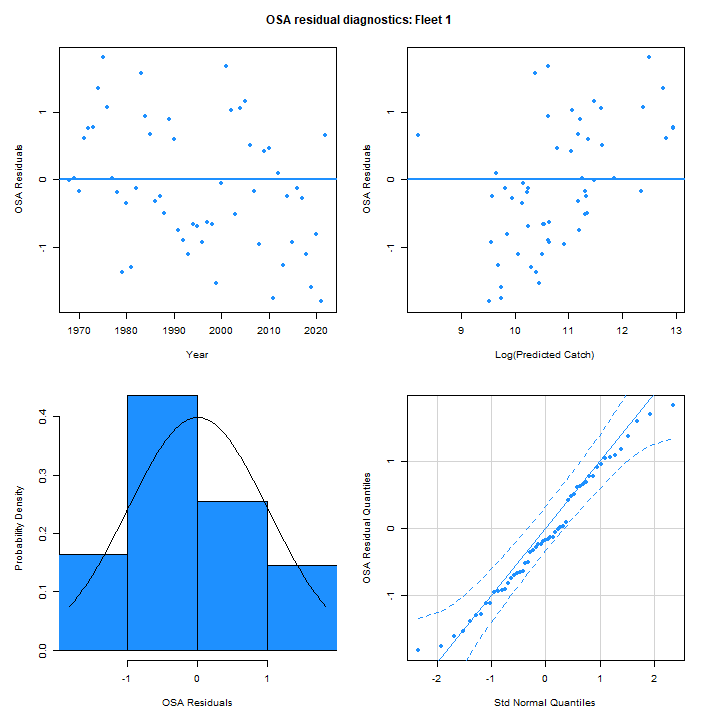 OSA residual diagnostics: Fleet 1
OSA Residuals
1
0
-1
1970 1980 1990 2000 2010 2020
Year
OSA Residuals
1
0
-1
9 10 11 12 13
Log(Predicted Catch)
Probability Density
0.4
0.3
0.2
0.1
0.0
-1 0 1
OSA Residuals
OSA Residual Quantiles
1
0
-1
-2 -1 0 1 2
Std Normal Quantiles